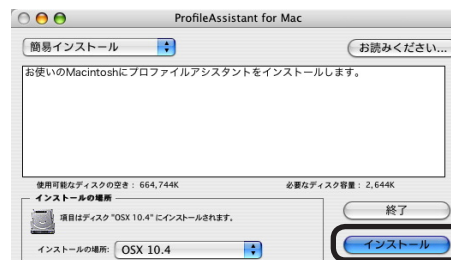 ProfileAssistant for Mac
簡易インストール
お読みください...
お使いのMacintoshにプロファイルアシスタントをインストールします。
使用可能なディスクの空き： 664,744K
必要なディスク容量： 2,644K
インストールの場所
項目はディスク "OSX 10.4" にインストールされます。
終了
インストールの場所: OSX 10.4
インストール